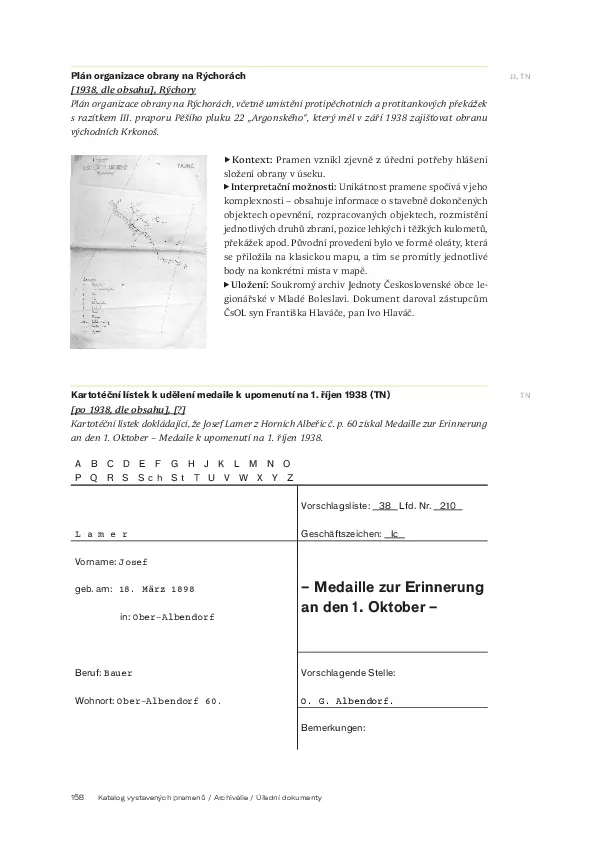 Plán organizace obrany na Rýchorách
JJ, TN
[1938, dle obsahu], Rýchory
Plán organizace obrany na Rýchorách, včetně umístění protipěchotních a protitankových překážek
s razítkem III. praporu Pěšího pluku 22 „Argonského“, který měl v září 1938 zajišťovat obranu
východních Krkonoš.
TAJNÉ
▶ Kontext: Pramen vznikl zjevně z úřední potřeby hlášení
složení obrany v úseku.
▶ Interpretační možnosti: Unikátnost pramene spočívá v jeho
komplexnosti – obsahuje informace o stavebně dokončených
objektech opevnění, rozpracovaných objektech, rozmístění
jednotlivých druhů zbraní, pozice lehkých i těžkých kulometů,
překážek apod. Původní provedení bylo ve formě oleáty, která
se přiložila na klasickou mapu, a tím se promítly jednotlivé
body na konkrétní místa v mapě.
▶ Uložení: Soukromý archiv Jednoty Československé obce le-
gionářské v Mladé Boleslavi. Dokument daroval zástupcům
ČsOL syn Františka Hlaváče, pan Ivo Hlaváč.
Kartotéční lístek k udělení medaile k upomenutí na 1. říjen 1938 (TN)
TN
[po 1938, dle obsahu], [?]
Kartotéční lístek dokládající, že Josef Lamer z Horních Albeřic č. p. 60 získal Medaille zur Erinnerung
an den 1. Oktober – Medaile k upomenutí na 1. říjen 1938.
A B C D E F G H J K L M N O
P Q R S Sch St T U V W X Y Z
Vorschlagsliste: 38 Lfd. Nr. 210
Lamer
Geschäftszeichen: Ic
Vorname: Josef
geb. am: 18. März 1898
– Medaille zur Erinnerung
an den 1. Oktober –
in: Ober-Albendorf
Beruf: Bauer
Vorschlagende Stelle:
Wohnort: Ober-Albendorf 60.
O. G. Albendorf.
Bemerkungen:
158 Katalog vystavených pramenů / Archiválie / Úřední dokumenty